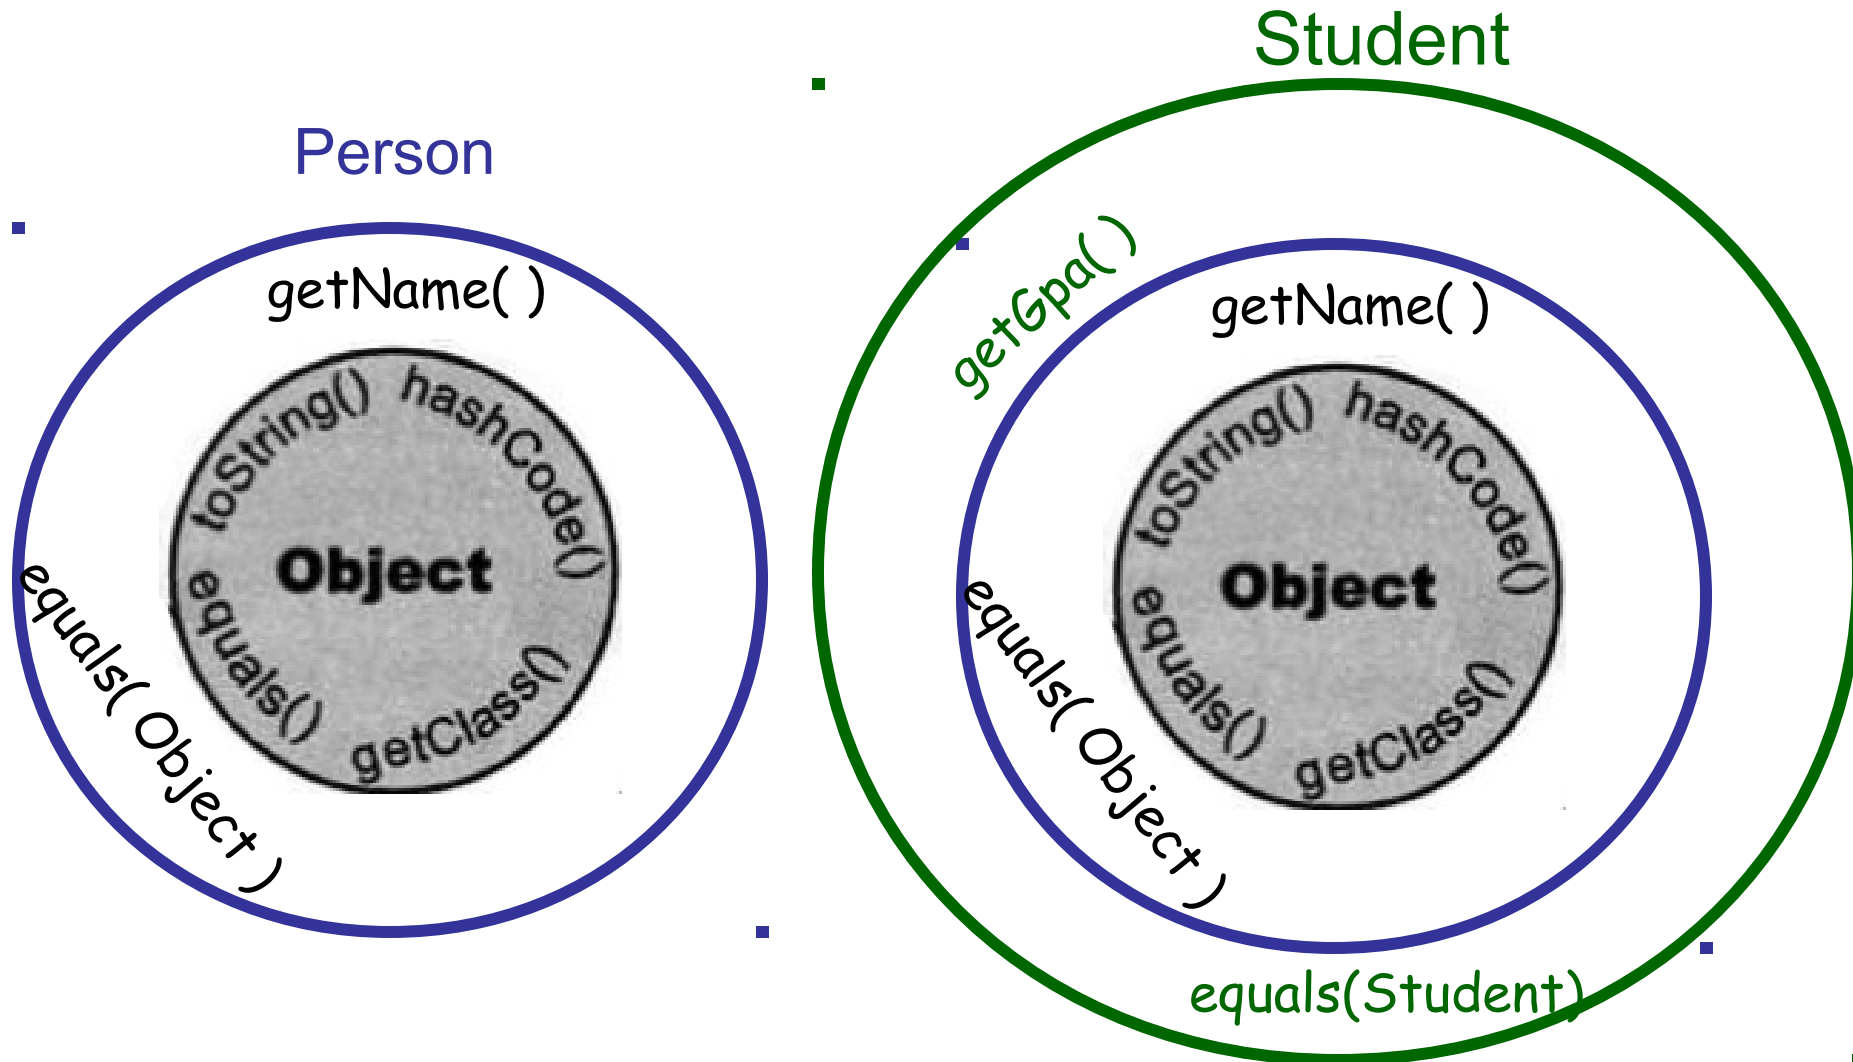 Person
getName( )
toString()
hashCode()
Object
equals()
getClass()
equals( Object )
Student
getGpa( )
getName( )
toString()
hashCode()
Object
equals()
getClass()
equals( Object )
equals(Student)